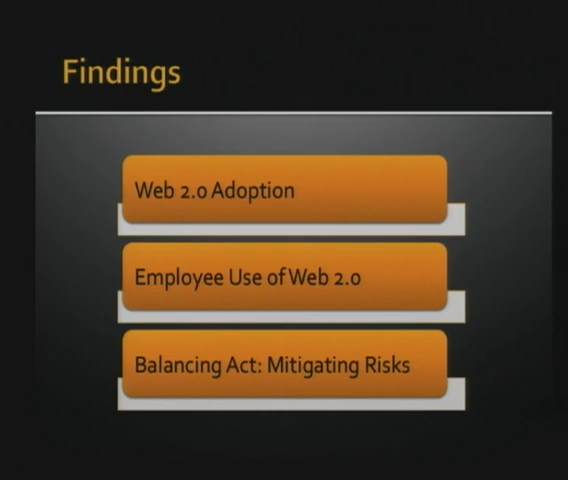 Findings
Web 2.0 Adoption
Employee Use of Web 2.0
Balancing Act: Mitigating Risks